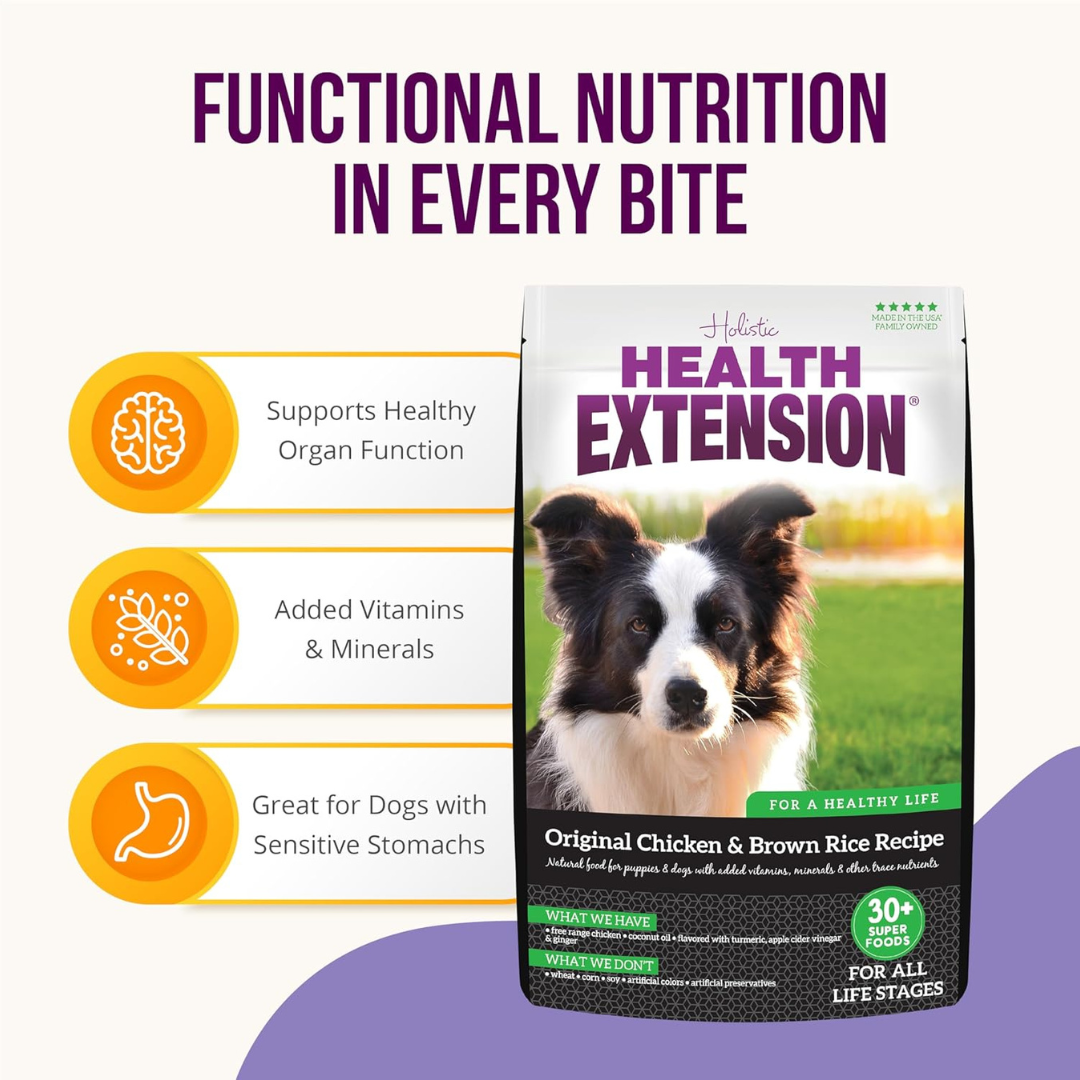 FUNCTIONAL NUTRITION
IN EVERY BITE
Supports Healthy
Organ Function
Added Vitamins
& Minerals
Great for Dogs with
Sensitive Stomachs
★★★★★
MADE IN THE USA*
FAMILY OWNED
Holistic
HEALTH
EXTENSION®
FOR A HEALTHY LIFE
Original Chicken & Brown Rice Recipe
Natural food for puppies & dogs with added vitamins, minerals & other trace nutrients
WHAT WE HAVE
• free range chicken • coconut oil • flavored with turmeric, apple cider vinegar
& ginger
WHAT WE DON'T
• wheat • corn • soy • artificial colors • artificial preservatives
30+
SUPER
FOODS
FOR ALL
LIFE STAGES